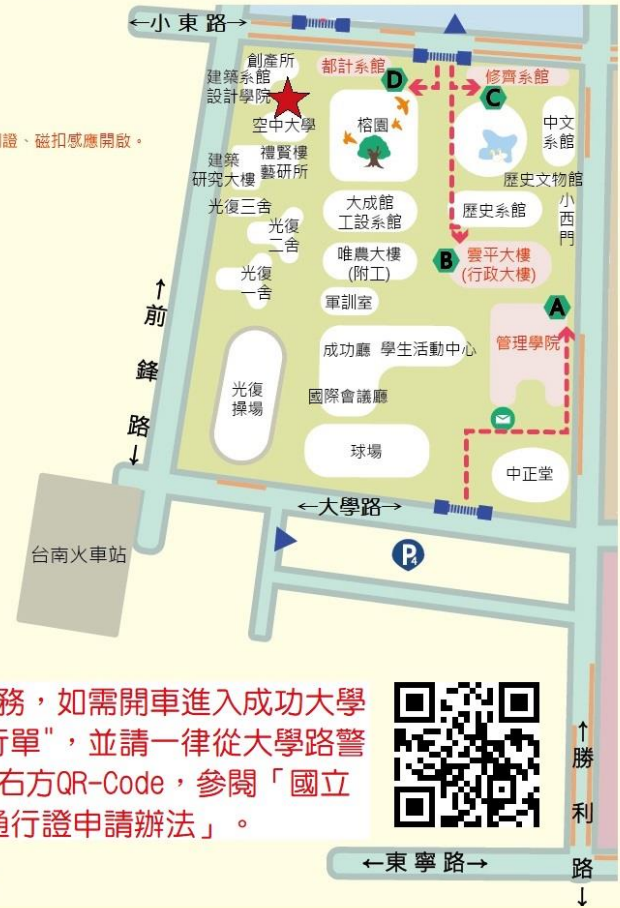 ←小東路→
創產所
建築系館
設計學院
都計系館
D
修齊系館
C
證、磁扣感應開啟。
空中大學
榕園
中文
系館
建築
研究大樓
禮賢樓
藝研所
歷史文物館
光復三舍
大成館
工設系館
歷史系館
小西門
光復
二舍
唯農大樓
(附工)
B
雲平大樓
(行政大樓)
光復
一舍
軍訓室
A
↑前鋒路↓
成功廳 學生活動中心
管理學院
光復
操場
國際會議廳
球場
中正堂
←大學路→
台南火車站
P4
務，如需開車進入成功大學
行單"，並請一律從大學路警
右方QR-Code，參閱「國立
通行證申請辦法」。
↑勝利路↓
←東寧路→